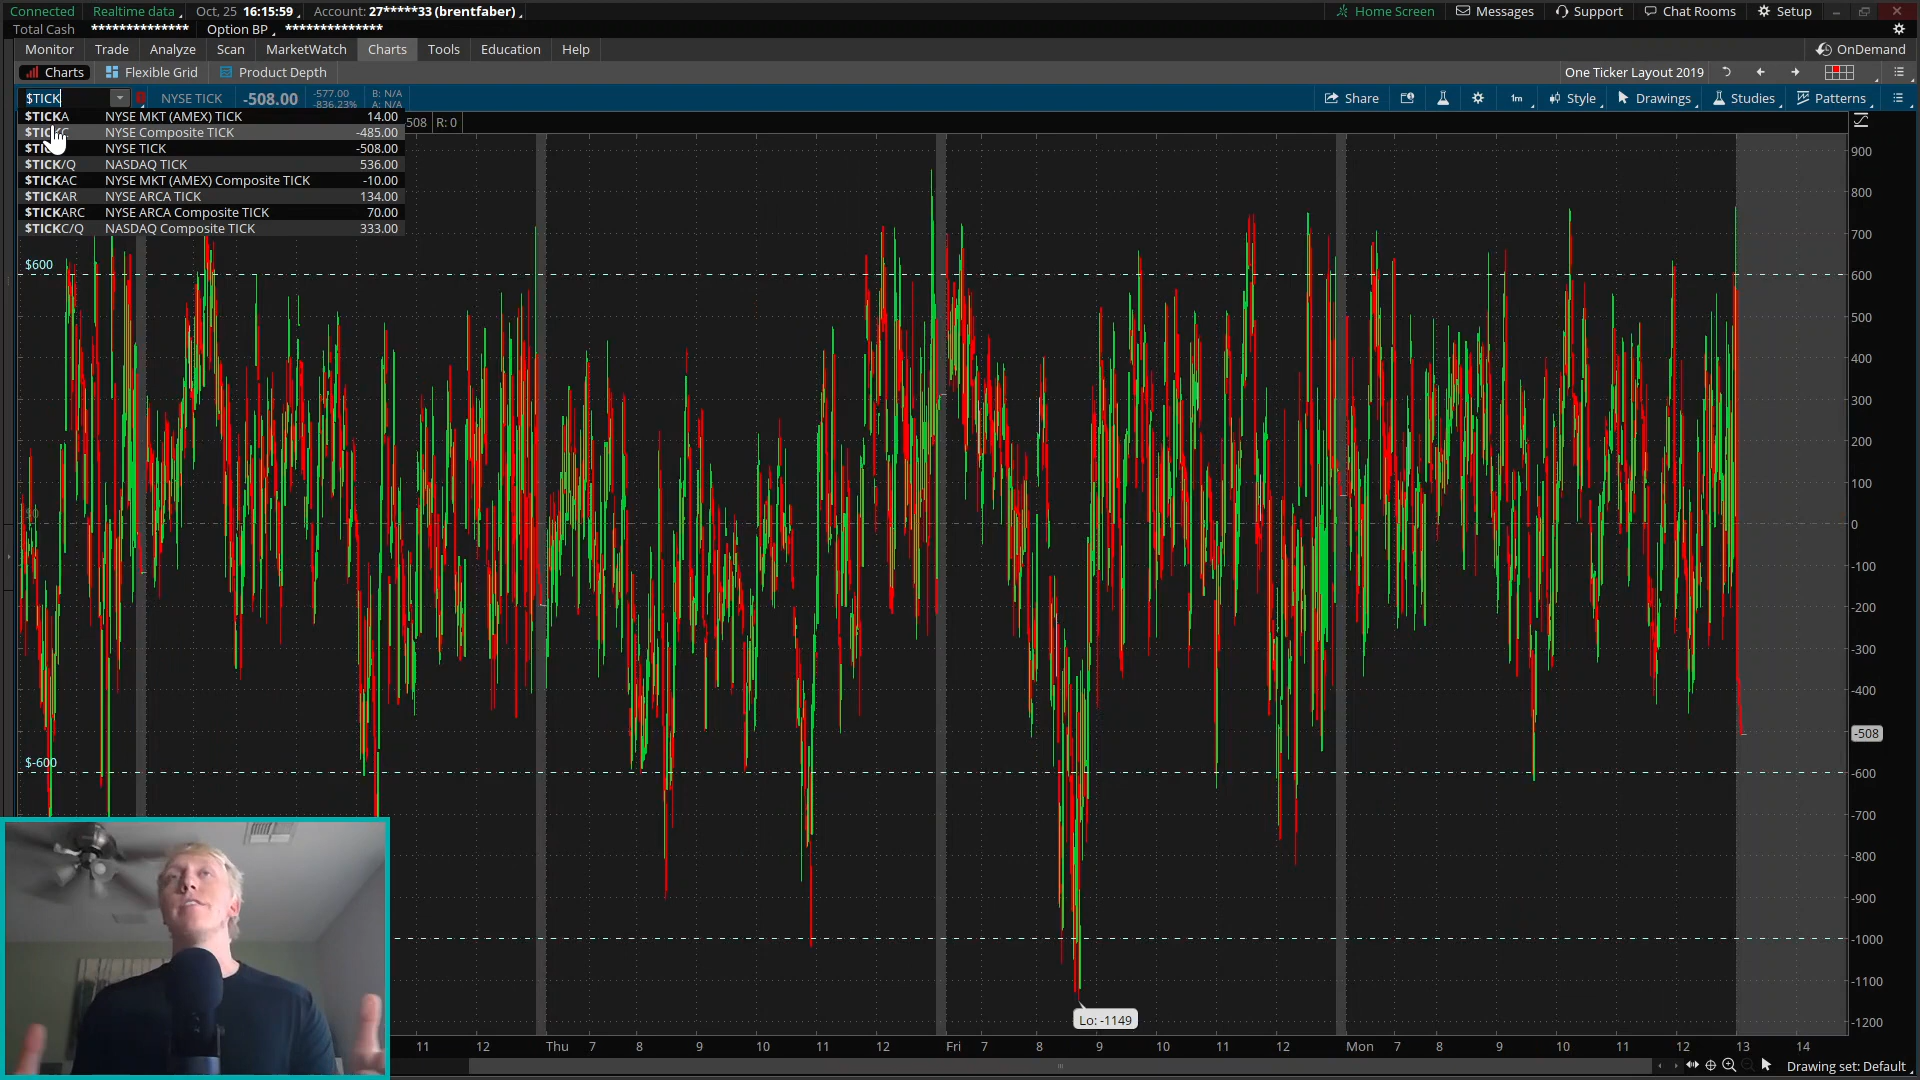 Connected Realtime data Oct, 25 16:15:59 Account: 27*****33 (brentfaber) Home Screen Messages Support Chat Rooms Setup
Total Cash ************** Option BP **************
Monitor Trade Analyze Scan MarketWatch Charts Tools Education Help OnDemand
Charts Flexible Grid Product Depth One Ticker Layout 2019
$TICK NYSE TICK -508.00 -577.00 -836.23% B: N/A A: N/A Share 1m Style Drawings Studies Patterns
508 R: 0
$TICKA NYSE MKT (AMEX) TICK 14.00
$TICKC NYSE Composite TICK -485.00
$TICK NYSE TICK -508.00
$TICK/Q NASDAQ TICK 536.00
$TICKAC NYSE MKT (AMEX) Composite TICK -10.00
$TICKAR NYSE ARCA TICK 134.00
$TICKARC NYSE ARCA Composite TICK 70.00
$TICKC/Q NASDAQ Composite TICK 333.00
$600
$0
$-600
900
800
700
600
500
400
300
200
100
0
-100
-200
-300
-400
-508
-600
-700
-800
-900
-1000
-1100
-1200
Lo: -1149
11 12 Thu 7 8 9 10 11 12 Fri 7 8 9 10 11 12 Mon 7 8 9 10 11 12 13 14
Drawing set: Default